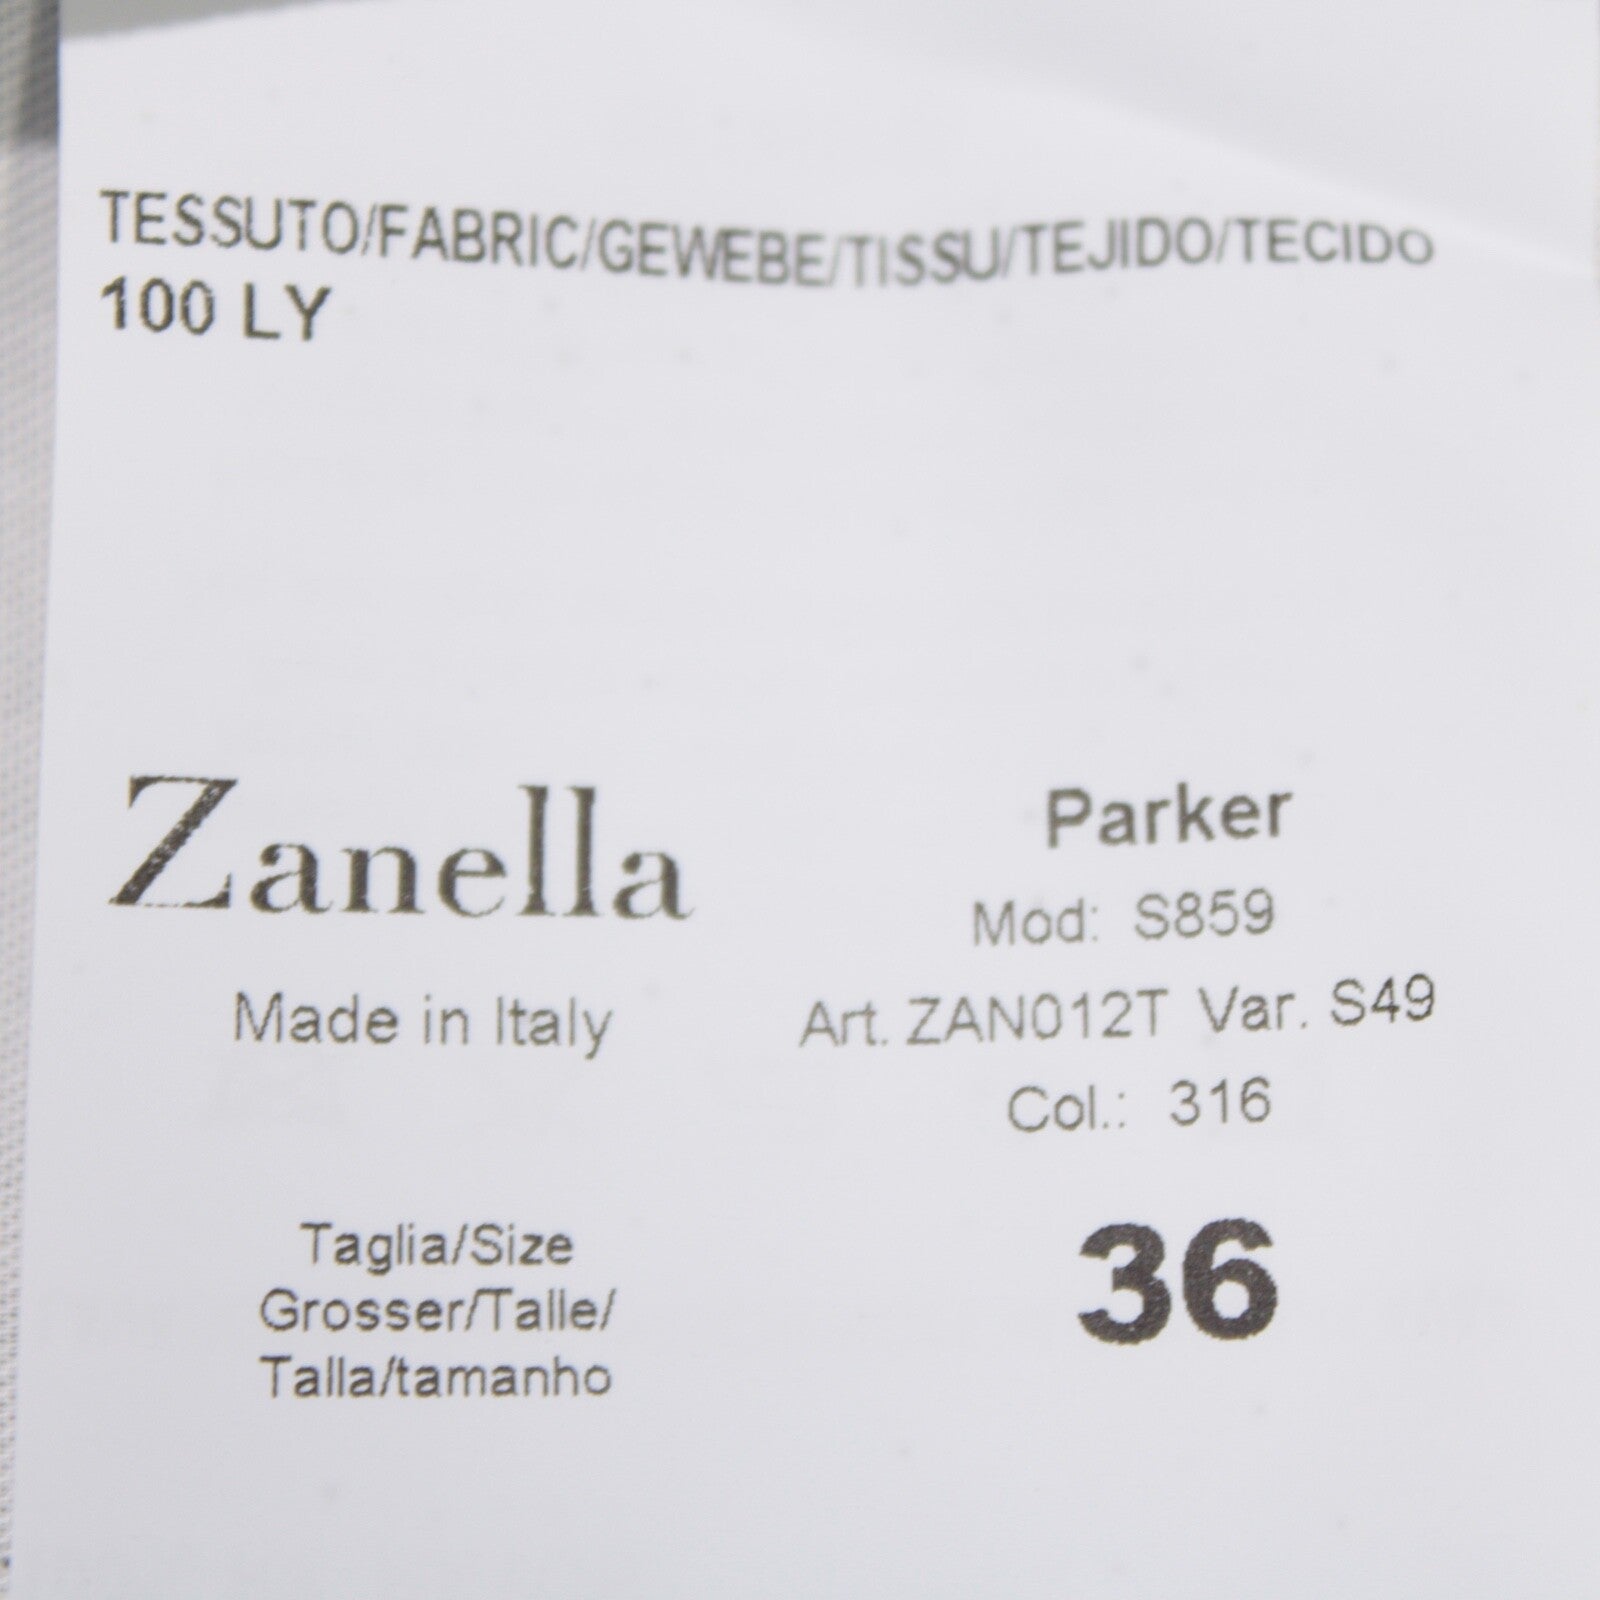 TESSUTO/FABRIC/GEWEBE/TISSU/TEJIDO/TECIDO
100 LY
Zanella
Made in Italy
Parker
Mod: S859
Art. ZAN012T Var. S49
Col.: 316
Taglia/Size
Grosser/Talle/
Talla/tamanho
36